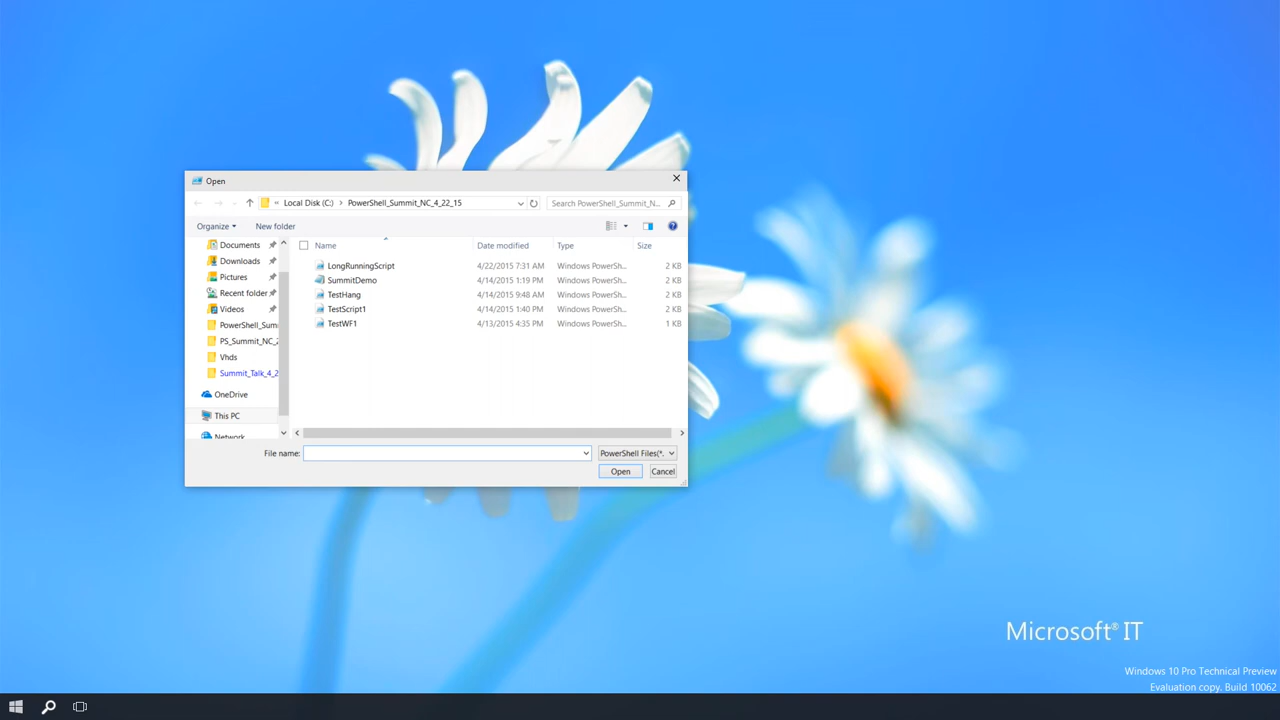 Open
« Local Disk (C:) > PowerShell_Summit_NC_4_22_15
Search PowerShell_Summit_N...
Organize
New folder
Documents
Downloads
Pictures
Recent folder
Videos
PowerShell_Sum
PS_Summit_NC_2
Vhds
Summit_Talk_4_2
OneDrive
This PC
Network
Name Date modified Type Size
LongRunningScript 4/22/2015 7:31 AM Windows PowerSh... 2 KB
SummitDemo 4/14/2015 1:19 PM Windows PowerSh... 2 KB
TestHang 4/14/2015 9:48 AM Windows PowerSh... 2 KB
TestScript1 4/14/2015 1:40 PM Windows PowerSh... 2 KB
TestWF1 4/13/2015 4:35 PM Windows PowerSh... 1 KB
File name:
PowerShell Files(*.
Open
Cancel
Microsoft® IT
Windows 10 Pro Technical Preview
Evaluation copy. Build 10062